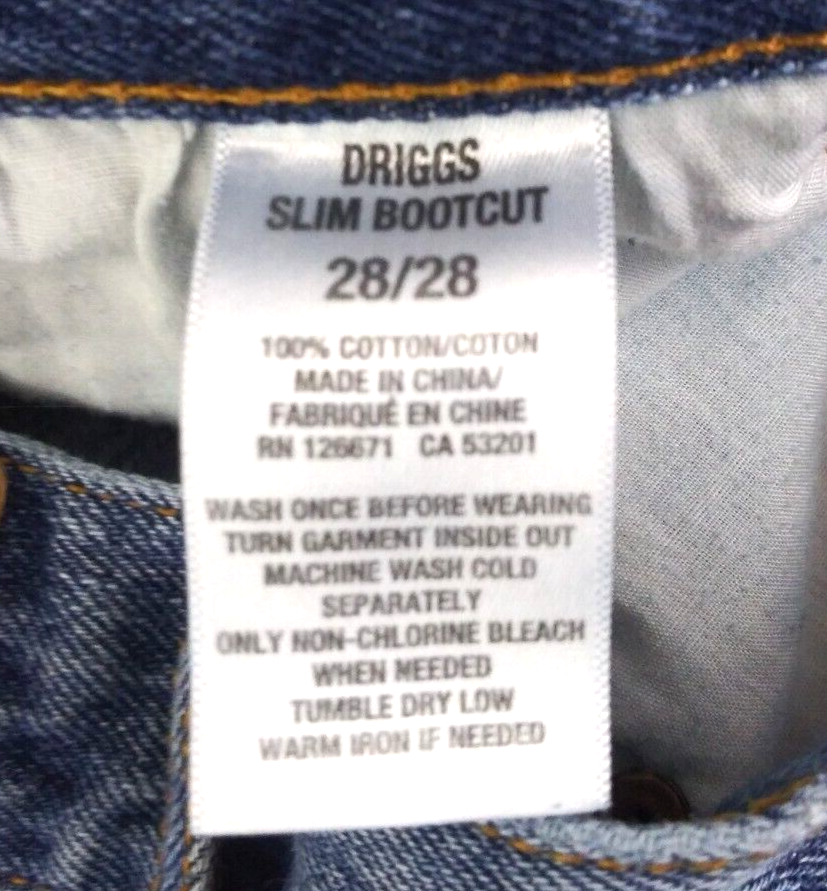 DRIGGS
SLIM BOOTCUT
28/28
100% COTTON/COTON
MADE IN CHINA/
FABRIQUÉ EN CHINE
RN 126671 CA 53201
WASH ONCE BEFORE WEARING
TURN GARMENT INSIDE OUT
MACHINE WASH COLD
SEPARATELY
ONLY NON-CHLORINE BLEACH
WHEN NEEDED
TUMBLE DRY LOW
WARM IRON IF NEEDED